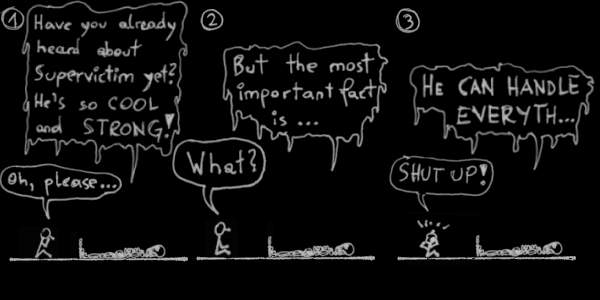 1
Have you already
heard about
Supervictim yet?
He's so COOL
and STRONG!
Oh, please...
2
But the most
important fact
is ...
What?
3
HE CAN HANDLE
EVERYTH...
SHUT UP!